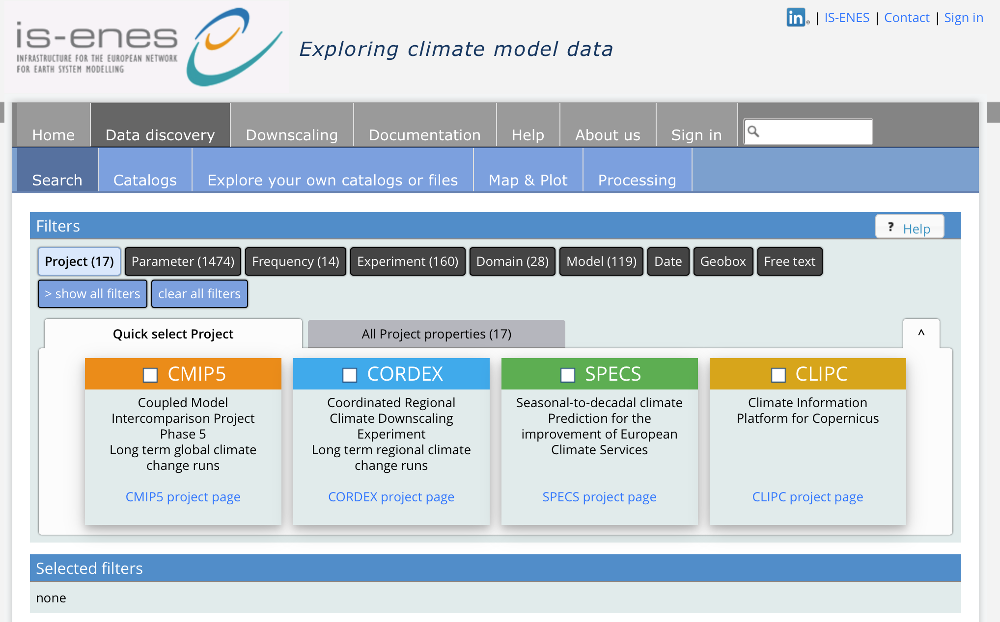 is-enes
INFRASTRUCTURE FOR THE EUROPEAN NETWORK
FOR EARTH SYSTEM MODELLING
Exploring climate model data
in® | IS-ENES | Contact | Sign in
Home Data discovery Downscaling Documentation Help About us Sign in
Search Catalogs Explore your own catalogs or files Map & Plot Processing
Filters
? Help
Project (17) Parameter (1474) Frequency (14) Experiment (160) Domain (28) Model (119) Date Geobox Free text
> show all filters clear all filters
Quick select Project All Project properties (17) ^
CMIP5
Coupled Model
Intercomparison Project
Phase 5
Long term global climate
change runs
CMIP5 project page
CORDEX
Coordinated Regional
Climate Downscaling
Experiment
Long term regional climate
change runs
CORDEX project page
SPECS
Seasonal-to-decadal climate
Prediction for the
improvement of European
Climate Services
SPECS project page
CLIPC
Climate Information
Platform for Copernicus
CLIPC project page
Selected filters
none